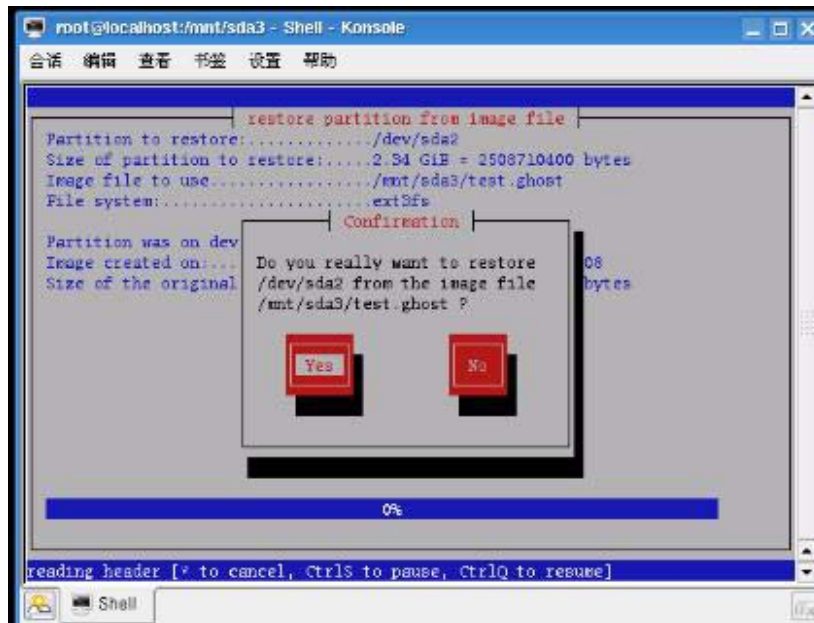 root@localhost:/mnt/sda3 - Shell - Konsole
会话 编辑 查看 书签 设置 帮助
restore partition from image file
Partition to restore:.............../dev/sda2
Size of partition to restore:.....2.34 GiB = 2508710400 bytes
Image file to use....................../mnt/sda3/test.ghost
File system:.......................ext3fs
Confirmation
Partition was on dev
Image created on:... Do you really want to restore 08
Size of the original /dev/sda2 from the image file bytes
/mnt/sda3/test.ghost ?
Yes No
0%
reading header [* to cancel, CtrlS to pause, CtrlQ to resume]
Shell